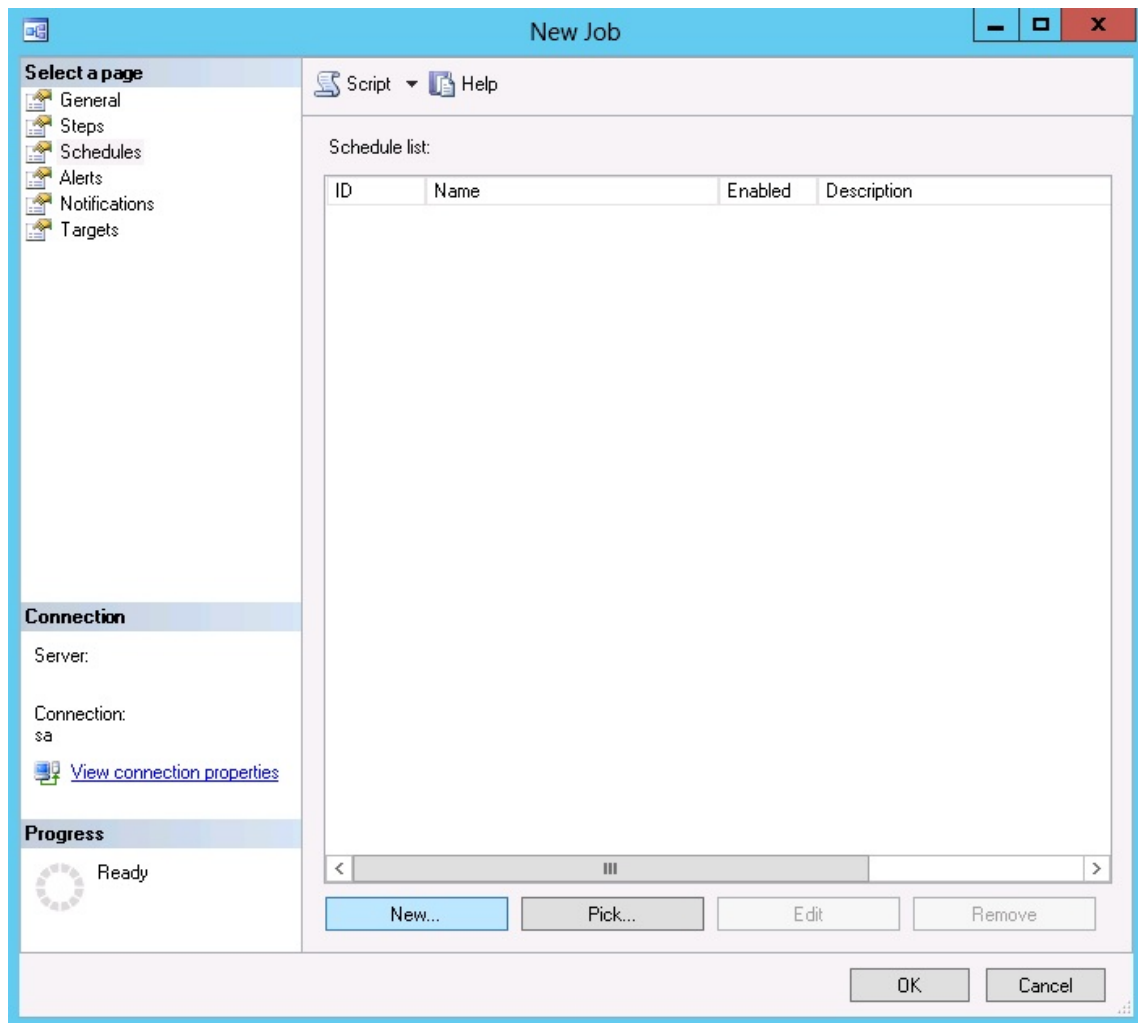 New Job
Select a page
General
Steps
Schedules
Alerts
Notifications
Targets
Script Help
Schedule list:
ID Name Enabled Description
Connection
Server:
Connection:
sa
View connection properties
Progress
Ready
New... Pick... Edit Remove
OK Cancel